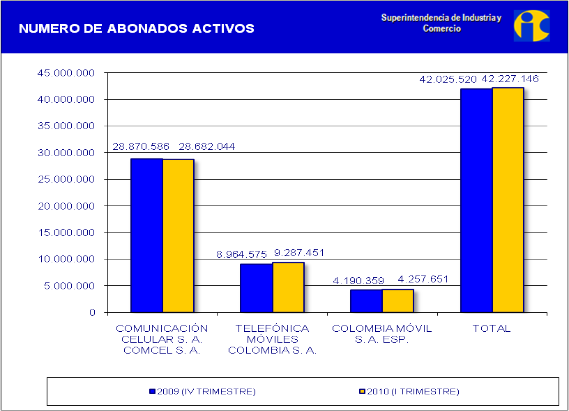 NUMERO DE ABONADOS ACTIVOS
Superintendencia de Industria y
Comercio
45.000.000
40.000.000
35.000.000
30.000.000
25.000.000
20.000.000
15.000.000
10.000.000
5.000.000
0
28.870.586
28.682.044
8.964.575
9.287.451
4.190.359
4.257.651
42.025.520
42.227.146
COMUNICACIÓN
CELULAR S. A.
COMCEL S. A.
TELEFÓNICA
MÓVILES
COLOMBIA S. A.
COLOMBIA MÓVIL
S.A. ESP.
TOTAL
2009 (IV TRIMESTRE)
2010 (I TRIMESTRE)